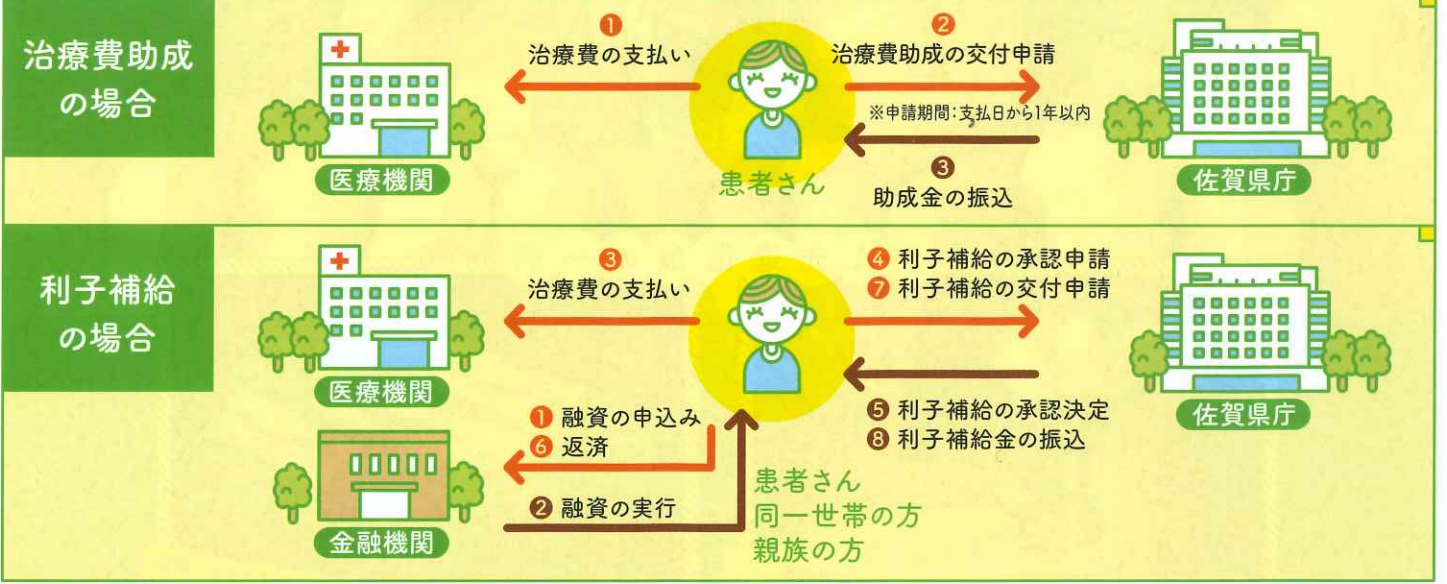 治療費助成
の場合
❶
治療費の支払い
❷
治療費助成の交付申請
※申請期間：支払日から1年以内
❸
助成金の振込
医療機関
患者さん
佐賀県庁
利子補給
の場合
❸
治療費の支払い
❹ 利子補給の承認申請
❼ 利子補給の交付申請
医療機関
❶ 融資の申込み
❻ 返済
❺ 利子補給の承認決定
❽ 利子補給金の振込
佐賀県庁
❷ 融資の実行
金融機関
患者さん
同一世帯の方
親族の方